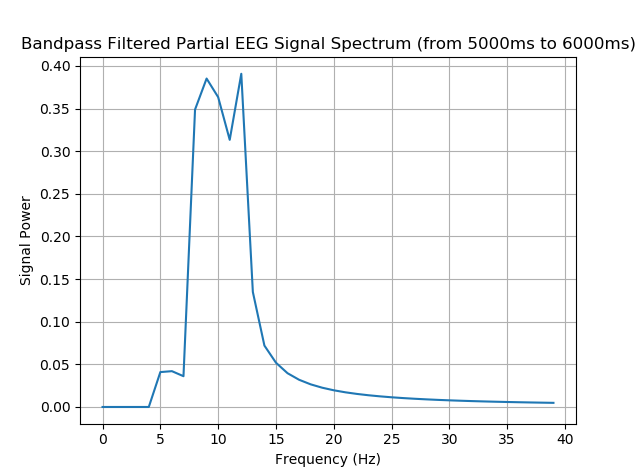 Bandpass Filtered Partial EEG Signal Spectrum (from 5000ms to 6000ms)
0.40
0.35
0.30
0.25
0.20
0.15
0.10
0.05
0.00
Signal Power
0 5 10 15 20 25 30 35 40
Frequency (Hz)